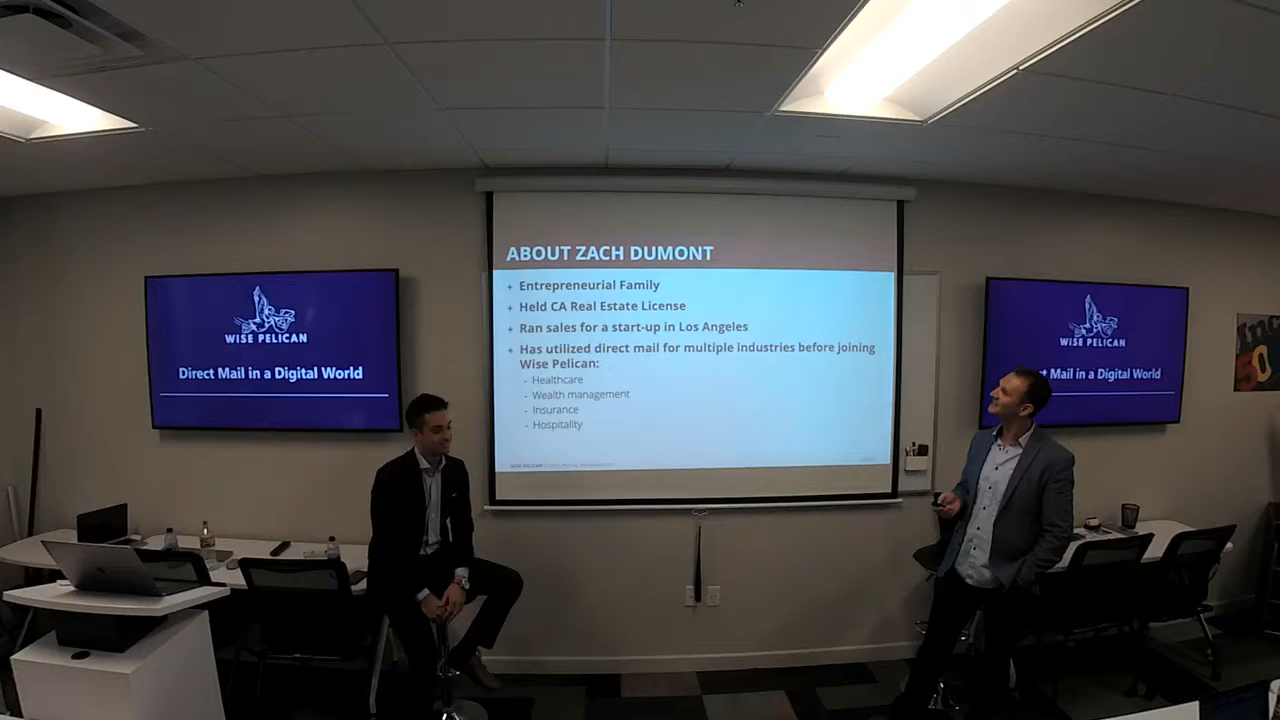 WISE PELICAN
Direct Mail in a Digital World
ABOUT ZACH DUMONT
+ Entrepreneurial Family
+ Held CA Real Estate License
+ Ran sales for a start-up in Los Angeles
+ Has utilized direct mail for multiple industries before joining
Wise Pelican:
- Healthcare
- Wealth management
- Insurance
- Hospitality
WISE PELICAN
WISE PELICAN
Mail in a Digital World